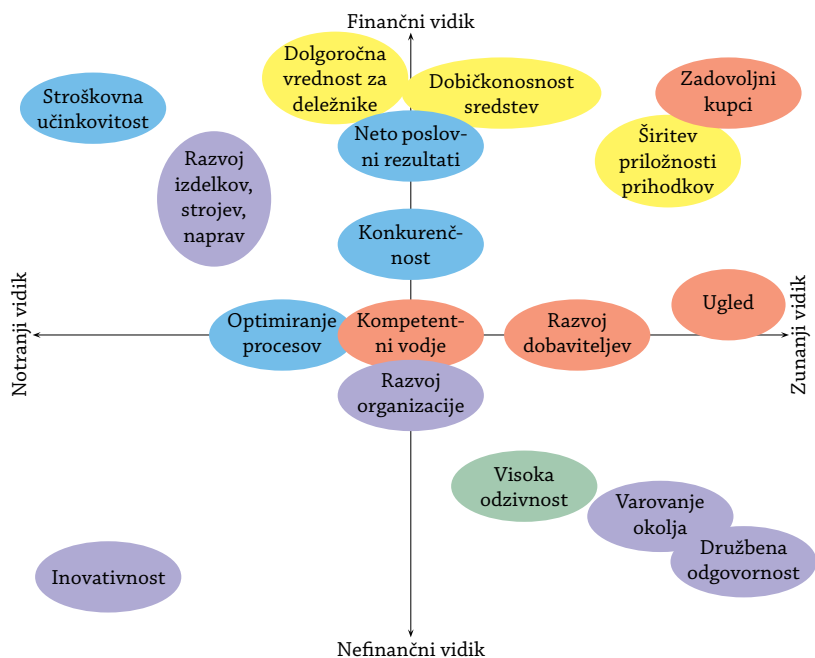 Finančni vidik
Dolgoročna
vrednost za
deležnike
Dobičkonosnost
sredstev
Zadovoljni
kupci
Stroškovna
učinkovitost
Neto poslov-
ni rezultati
Širitev
priložnosti
prihodkov
Razvoj
izdelkov,
strojev,
naprav
Konkurenč-
nost
Notranji vidik
Optimiranje
procesov
Kompetent-
ni vodje
Razvoj
dobaviteljev
Ugled
Zunanji vidik
Razvoj
organizacije
Visoka
odzivnost
Varovanje
okolja
Družbena
odgovornost
Inovativnost
Nefinančni vidik